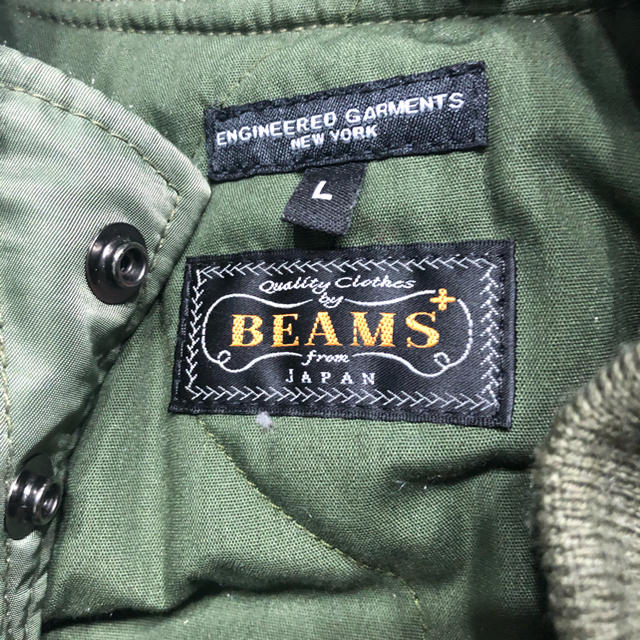 ENGINEERED GARMENTS
NEW YORK
L
Quality Clothes
by
BEAMS+
from
JAPAN